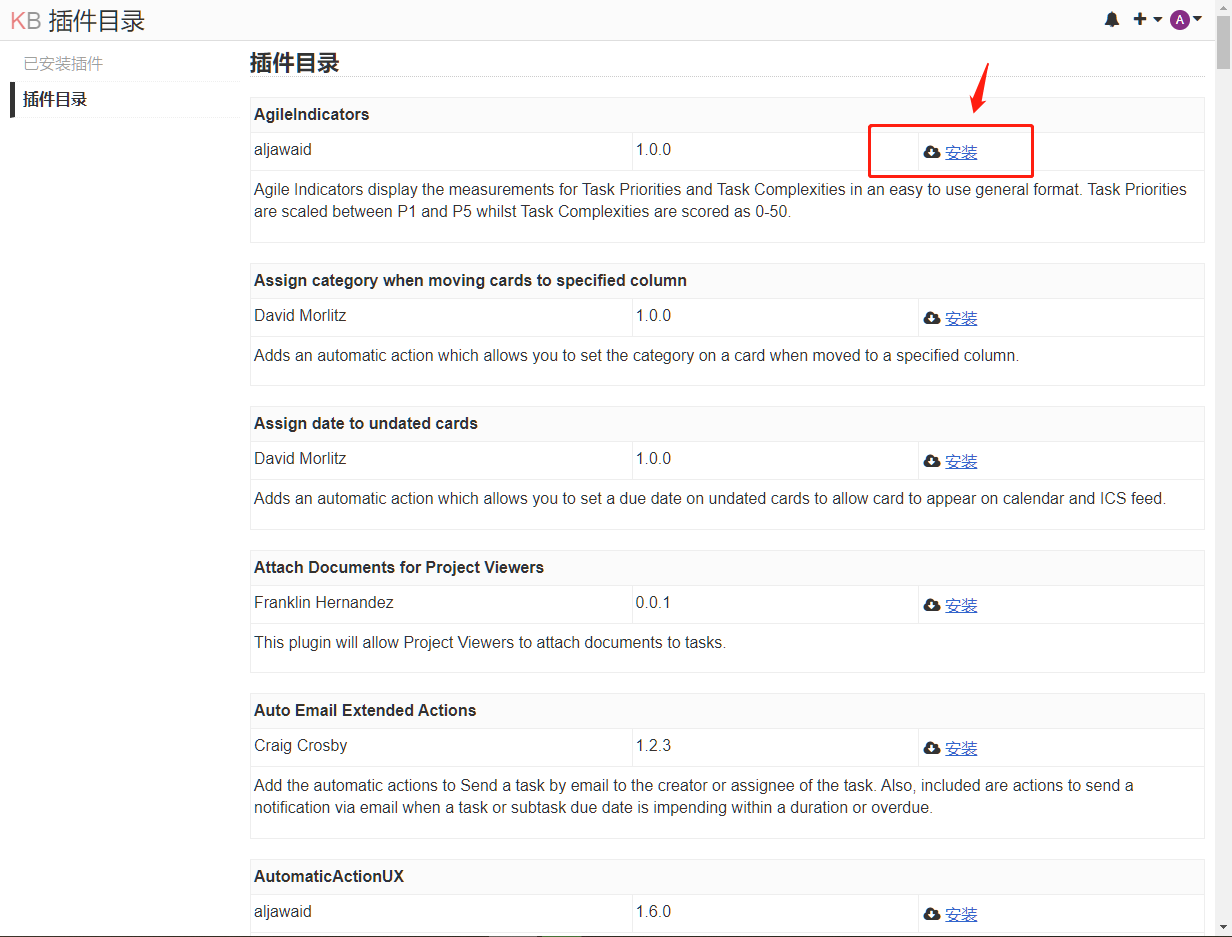 KB 插件目录
A
已安装插件
插件目录
插件目录
AgileIndicators
aljawaid 1.0.0 安装
Agile Indicators display the measurements for Task Priorities and Task Complexities in an easy to use general format. Task Priorities
are scaled between P1 and P5 whilst Task Complexities are scored as 0-50.
Assign category when moving cards to specified column
David Morlitz 1.0.0 安装
Adds an automatic action which allows you to set the category on a card when moved to a specified column.
Assign date to undated cards
David Morlitz 1.0.0 安装
Adds an automatic action which allows you to set a due date on undated cards to allow card to appear on calendar and ICS feed.
Attach Documents for Project Viewers
Franklin Hernandez 0.0.1 安装
This plugin will allow Project Viewers to attach documents to tasks.
Auto Email Extended Actions
Craig Crosby 1.2.3 安装
Add the automatic actions to Send a task by email to the creator or assignee of the task. Also, included are actions to send a
notification via email when a task or subtask due date is impending within a duration or overdue.
AutomaticActionUX
aljawaid 1.6.0 安装